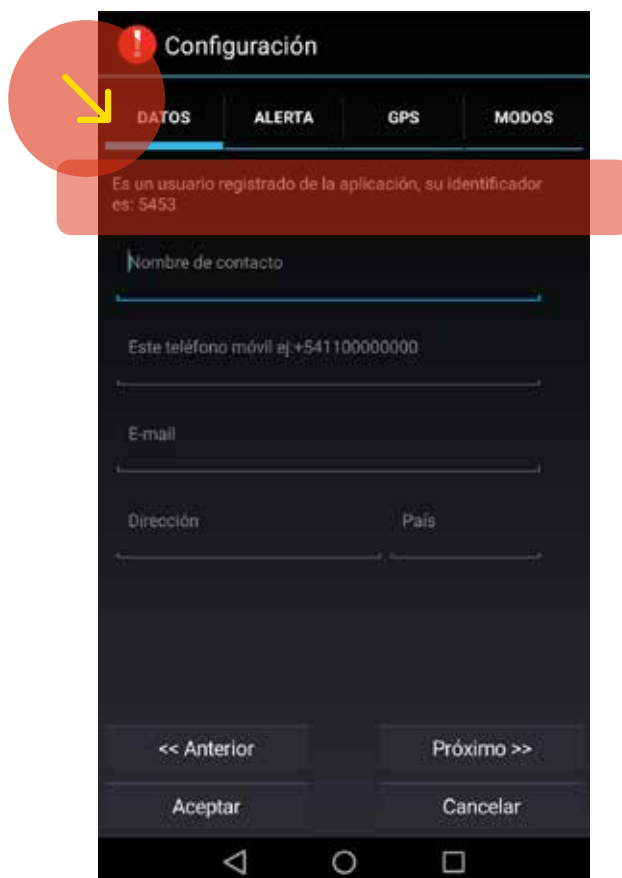 Configuración
DATOS ALERTA GPS MODOS
Es un usuario registrado de la aplicación, su identificador
es: 5453
Nombre de contacto
Este teléfono móvil ej:+541100000000
E-mail
Dirección País
<< Anterior Próximo >>
Aceptar Cancelar